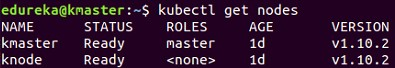 edureka@kmaster:~$ kubectl get nodes
NAME STATUS ROLES AGE VERSION
kmaster Ready master 1d v1.10.2
knode Ready <none> 1d v1.10.2